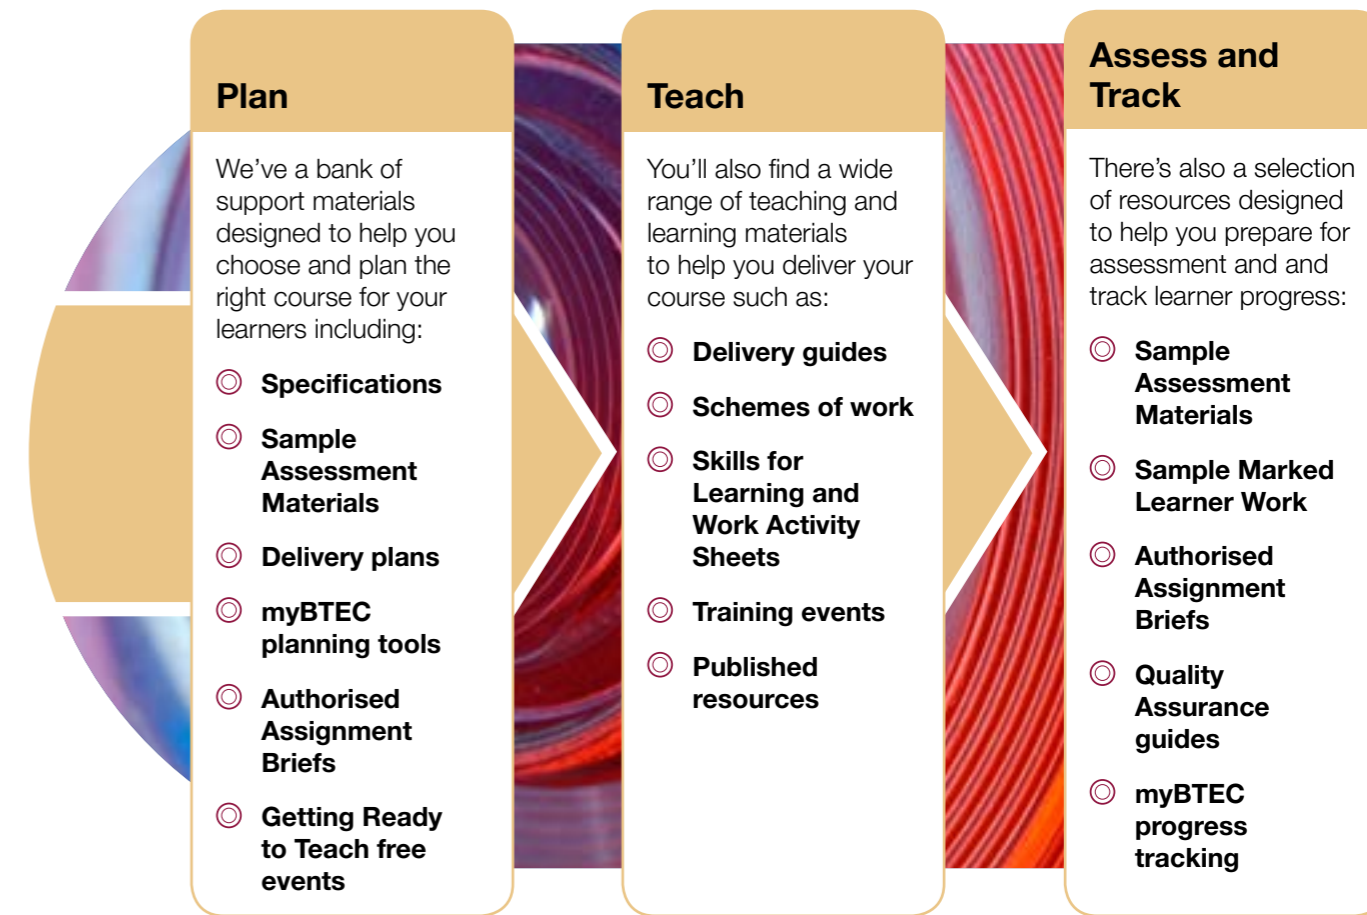 Plan
We’ve a bank of
support materials
designed to help you
choose and plan the
right course for your
learners including:
Specifications
Sample
Assessment
Materials
Delivery plans
myBTEC
planning tools
Authorised
Assignment
Briefs
Getting Ready
to Teach free
events
Teach
You’ll also find a wide
range of teaching and
learning materials
to help you deliver your
course such as:
Delivery guides
Schemes of work
Skills for
Learning and
Work Activity
Sheets
Training events
Published
resources
Assess and
Track
There’s also a selection
of resources designed
to help you prepare for
assessment and and
track learner progress:
Sample
Assessment
Materials
Sample Marked
Learner Work
Authorised
Assignment
Briefs
Quality
Assurance
guides
myBTEC
progress
tracking